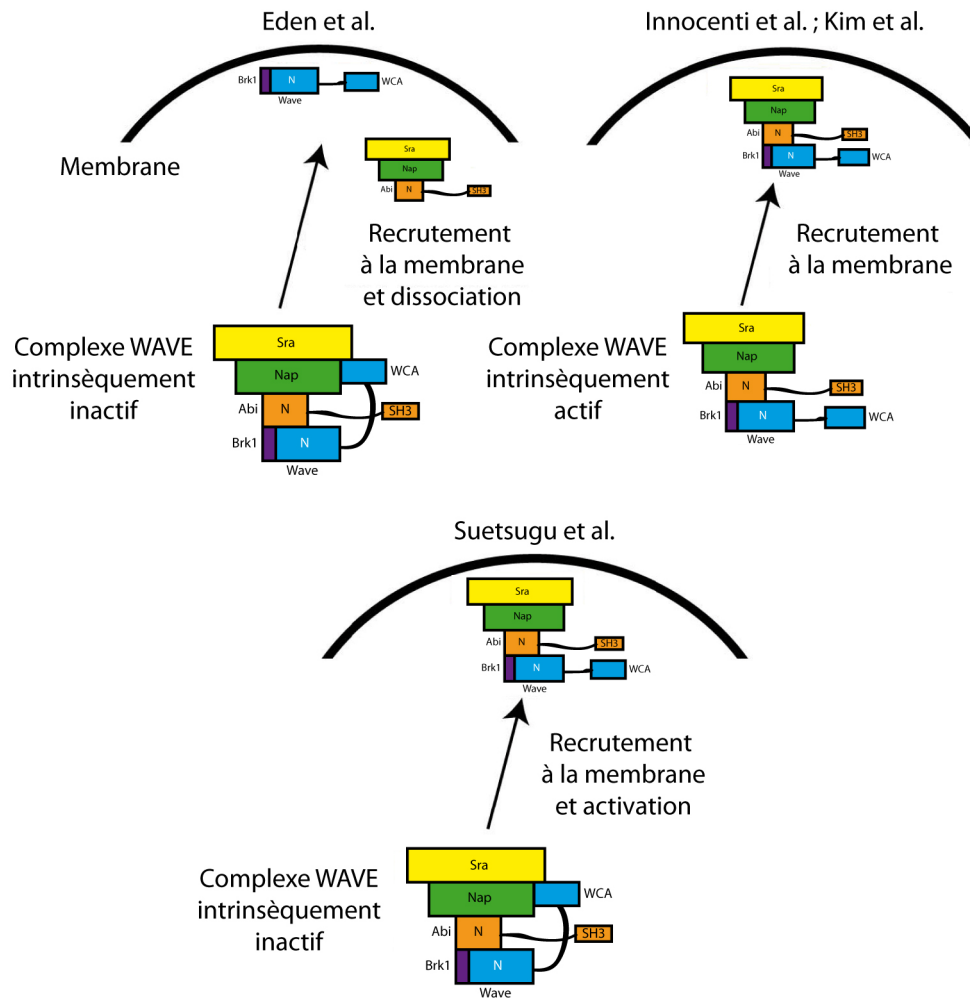 Eden et al.
Brk1
N
WCA
Wave
Membrane
Sra
Nap
Abi
N
SH3
Recrutement
à la membrane
et dissociation
Complexe WAVE
intrinsèquement
inactif
Sra
Nap
WCA
Abi
N
SH3
Brk1
N
Wave
Innocenti et al. ; Kim et al.
Sra
Nap
Abi
N
SH3
Brk1
N
WCA
Wave
Recrutement
à la membrane
Complexe WAVE
intrinsèquement
actif
Sra
Nap
Abi
N
SH3
Brk1
N
WCA
Wave
Suetsugu et al.
Sra
Nap
Abi
N
SH3
Brk1
N
WCA
Wave
Recrutement
à la membrane
et activation
Complexe WAVE
intrinsèquement
inactif
Sra
Nap
WCA
Abi
N
SH3
Brk1
N
Wave